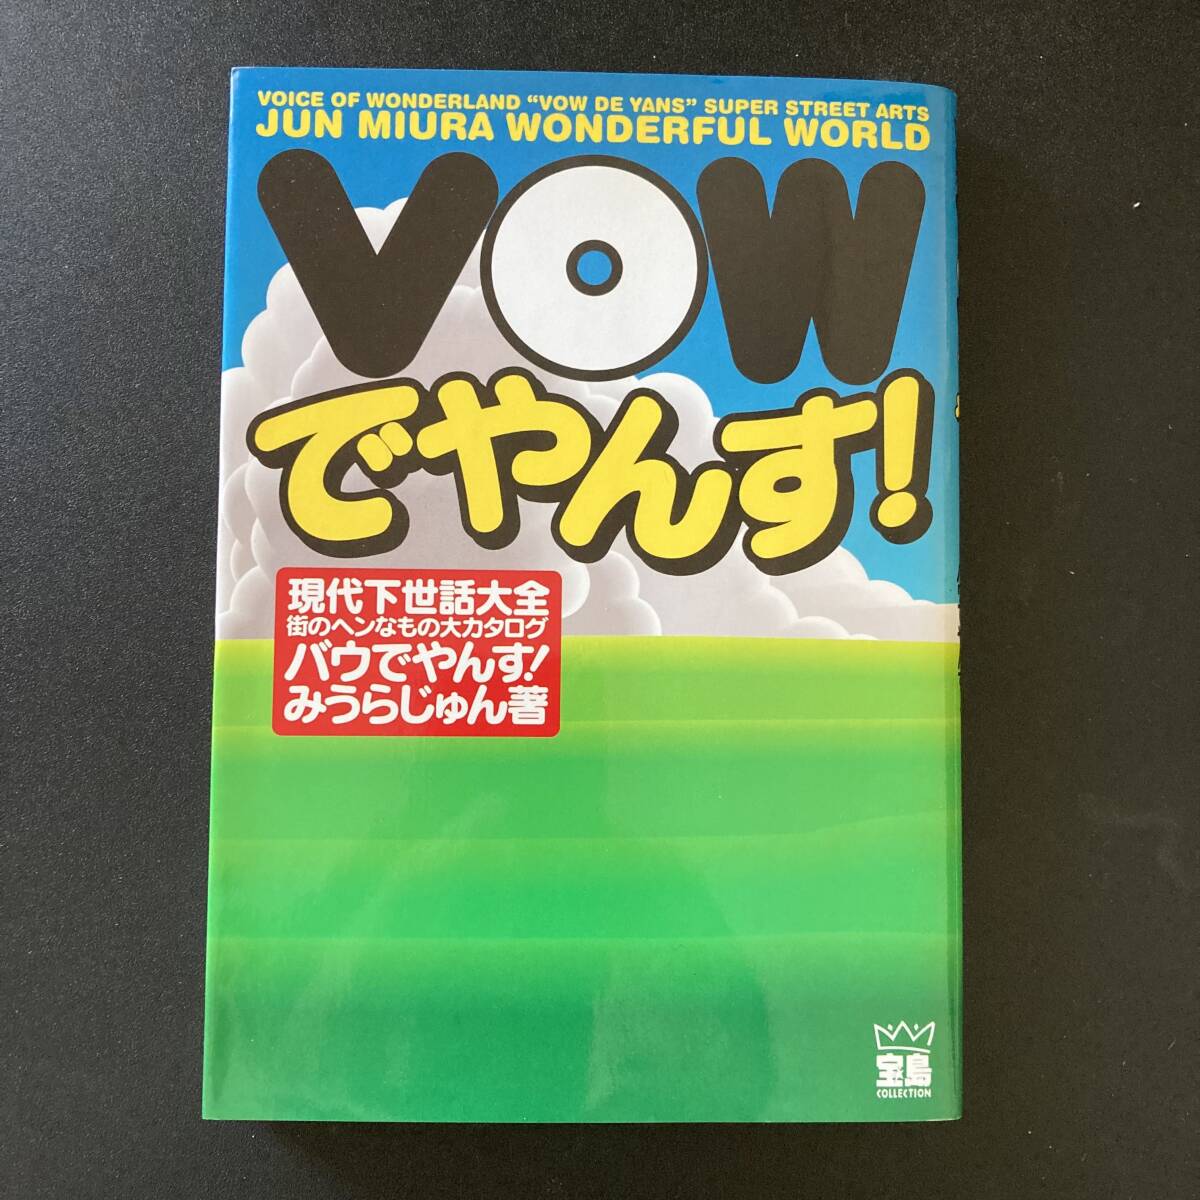 VOICE OF WONDERLAND “VOW DE YANS” SUPER STREET ARTS
JUN MIURA WONDERFUL WORLD
VOW
でやんす!
現代下世話大全
街のヘンなもの大カタログ
バウでやんす!
みうらじゅん著
宝島
COLLECTION